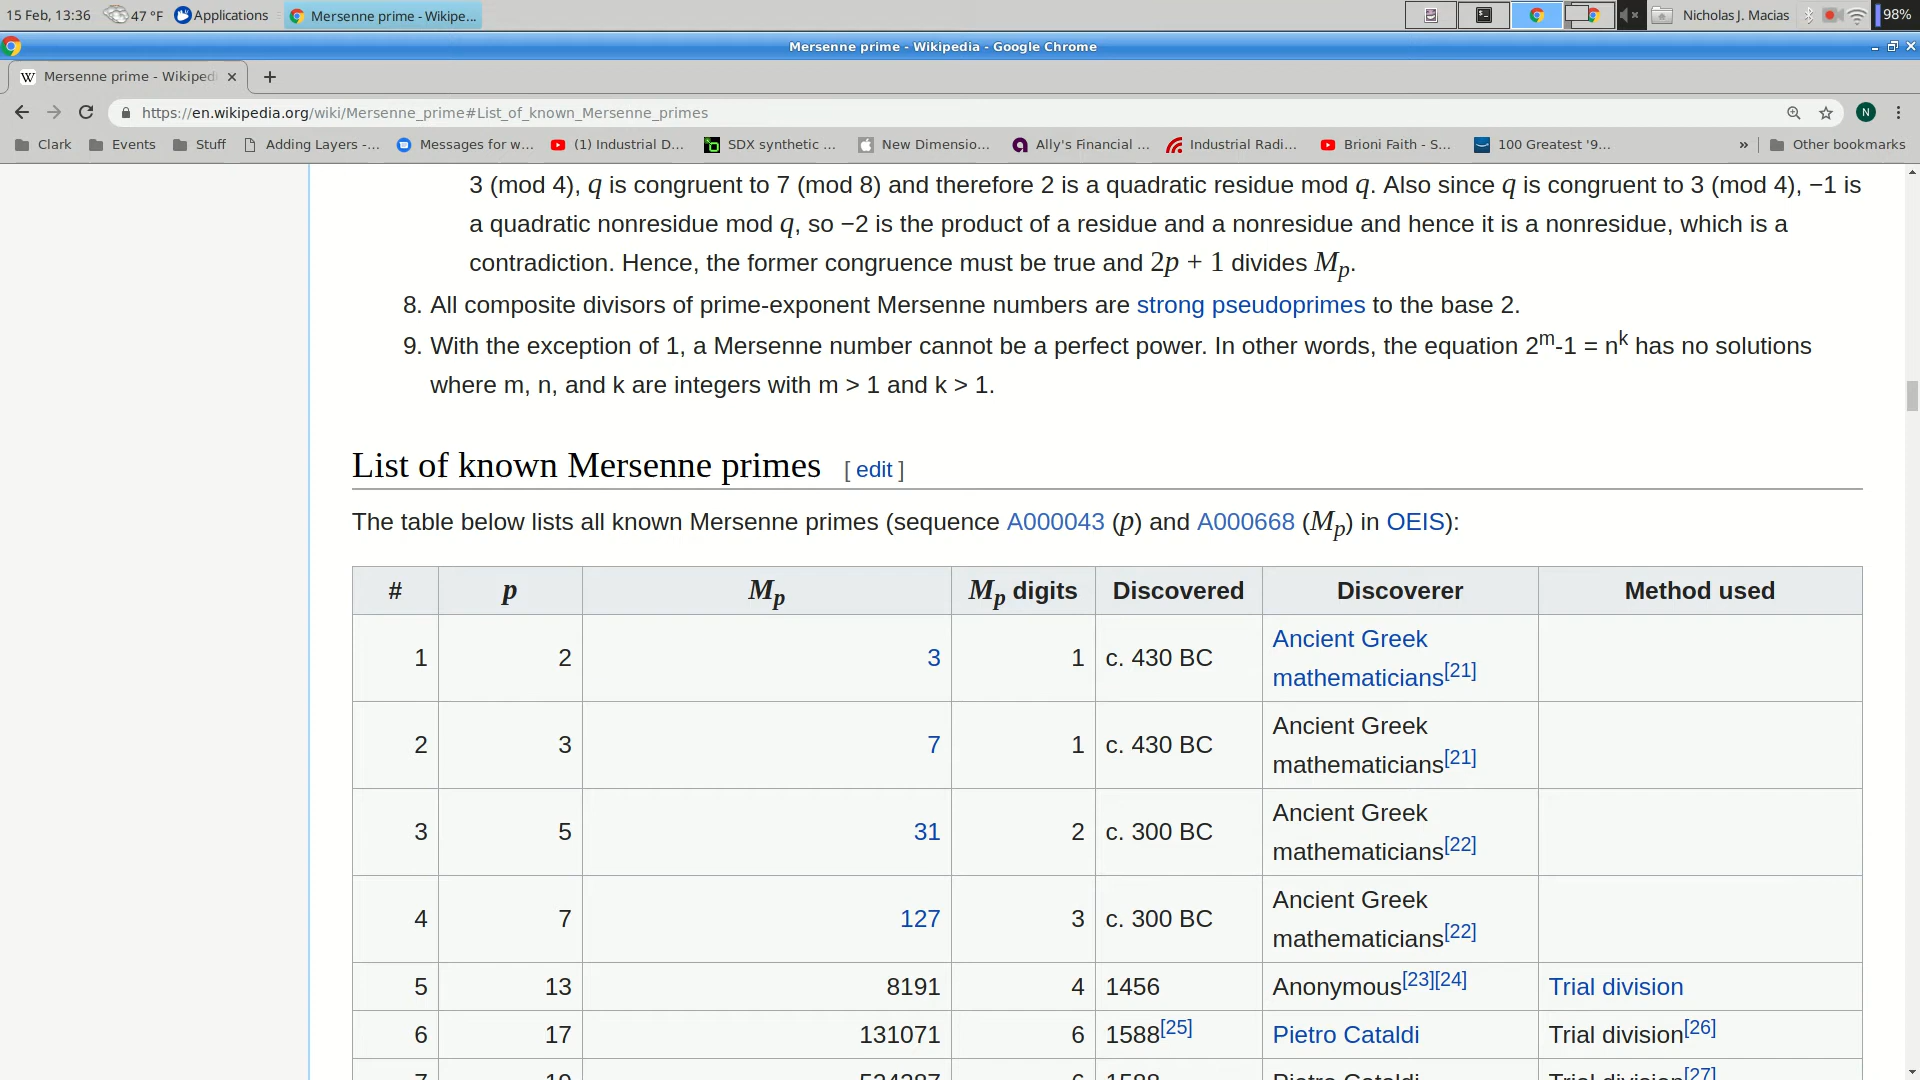 15 Feb, 13:36 47 °F Applications Mersenne prime - Wikipe... Nicholas J. Macias 98%
Mersenne prime - Wikipedia - Google Chrome
W Mersenne prime - Wikiped
https://en.wikipedia.org/wiki/Mersenne_prime#List_of_known_Mersenne_primes N
Clark Events Stuff Adding Layers -... Messages for w... (1) Industrial D... SDX synthetic ... New Dimensio... Ally's Financial ... Industrial Radi... Brioni Faith - S... 100 Greatest '9... » Other bookmarks
3 (mod 4), q is congruent to 7 (mod 8) and therefore 2 is a quadratic residue mod q. Also since q is congruent to 3 (mod 4), −1 is
a quadratic nonresidue mod q, so −2 is the product of a residue and a nonresidue and hence it is a nonresidue, which is a
contradiction. Hence, the former congruence must be true and 2p + 1 divides Mp.
8. All composite divisors of prime-exponent Mersenne numbers are strong pseudoprimes to the base 2.
9. With the exception of 1, a Mersenne number cannot be a perfect power. In other words, the equation 2^m-1 = n^k has no solutions
where m, n, and k are integers with m > 1 and k > 1.
List of known Mersenne primes [ edit ]
The table below lists all known Mersenne primes (sequence A000043 (p) and A000668 (Mp) in OEIS):
# p Mp Mp digits Discovered Discoverer Method used
1 2 3 1 c. 430 BC Ancient Greek
mathematicians[21]
2 3 7 1 c. 430 BC Ancient Greek
mathematicians[21]
3 5 31 2 c. 300 BC Ancient Greek
mathematicians[22]
4 7 127 3 c. 300 BC Ancient Greek
mathematicians[22]
5 13 8191 4 1456 Anonymous[23][24] Trial division
6 17 131071 6 1588[25] Pietro Cataldi Trial division[26]
7 19 524287 6 1588 Pietro Cataldi Trial division[27]